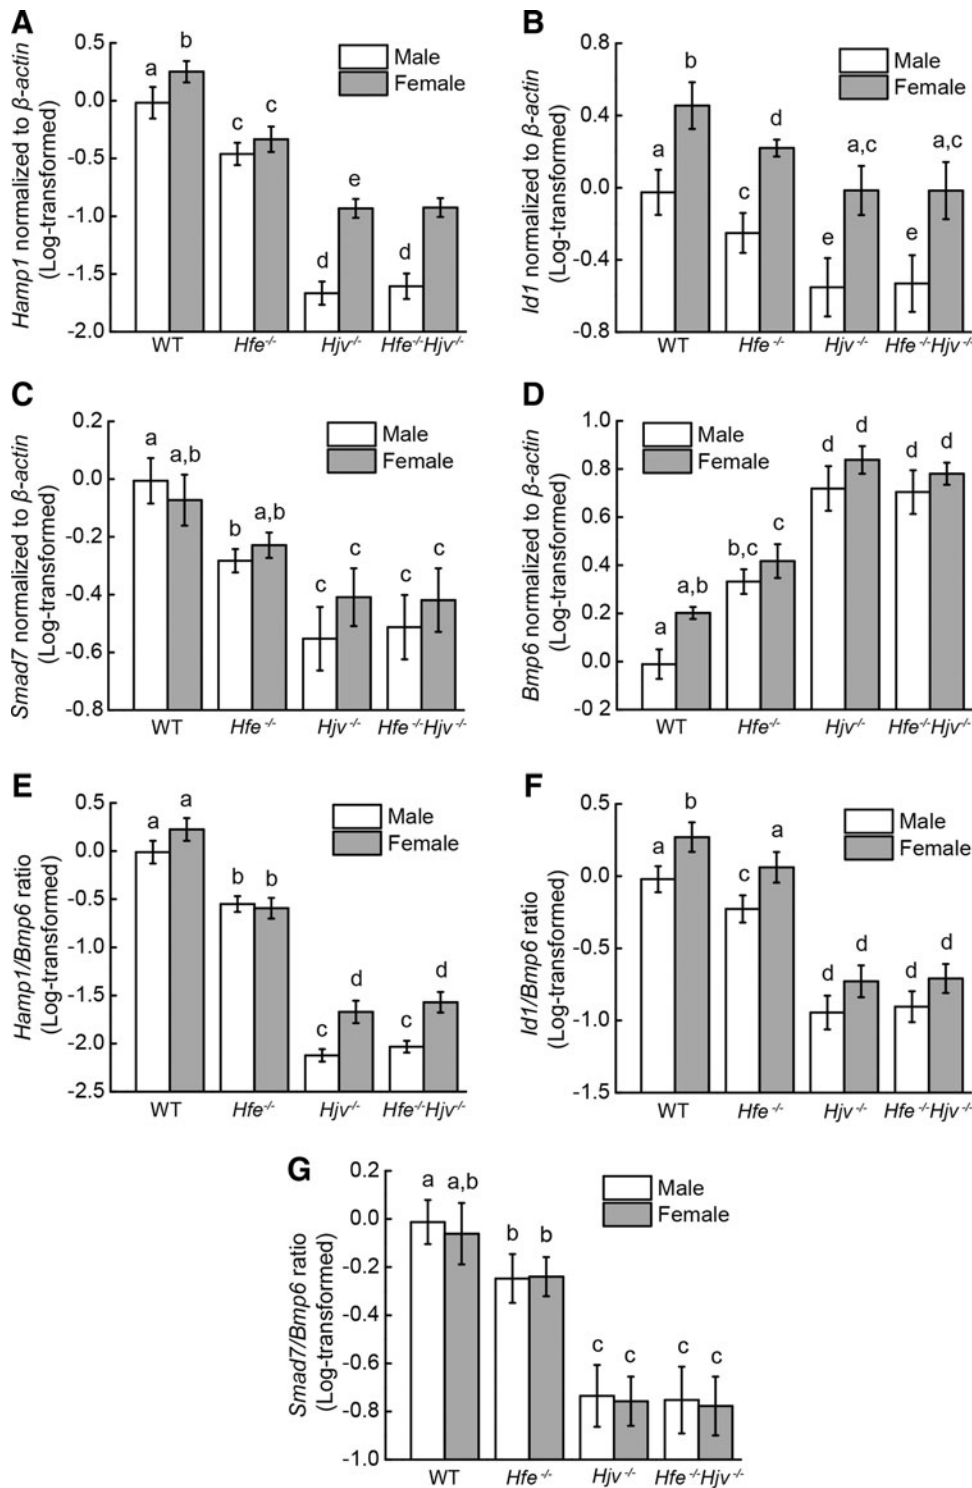 A
Hamp1 normalized to β-actin
(Log-transformed)
0.5
0.0
-0.5
-1.0
-1.5
-2.0
Male
Female
a
b
c
c
d
e
d
WT
Hfe-/-
Hjv-/-
Hfe-/-Hjv-/-
B
Id1 normalized to β-actin
(Log-transformed)
0.8
0.4
0.0
-0.4
-0.8
Male
Female
a
b
c
d
e
a,c
e
a,c
WT
Hfe-/-
Hjv-/-
Hfe-/-Hjv-/-
C
Smad7 normalized to β-actin
(Log-transformed)
0.2
0.0
-0.2
-0.4
-0.6
-0.8
Male
Female
a
a,b
b
a,b
c
c
c
c
WT
Hfe-/-
Hjv-/-
Hfe-/-Hjv-/-
D
Bmp6 normalized to β-actin
(Log-transformed)
1.0
0.8
0.6
0.4
0.2
0.0
-0 2
Male
Female
a
a,b
b,c
c
d
d
d
d
WT
Hfe-/-
Hjv-/-
Hfe-/-Hjv-/-
E
Hamp1/Bmp6 ratio
(Log-transformed)
0.5
0.0
-0.5
-1.0
-1.5
-2.0
-2.5
Male
Female
a
a
b
b
c
d
c
d
WT
Hfe-/-
Hjv-/-
Hfe-/-Hjv-/-
F
Id1/Bmp6 ratio
(Log-transformed)
0.5
0.0
-0.5
-1.0
-1.5
Male
Female
a
b
c
a
d
d
d
d
WT
Hfe-/-
Hjv-/-
Hfe-/-Hjv-/-
G
Smad7/Bmp6 ratio
(Log-transformed)
0.2
0.0
-0.2
-0.4
-0.6
-0.8
-1.0
Male
Female
a
a,b
b
b
c
c
c
c
WT
Hfe-/-
Hjv-/-
Hfe-/-Hjv-/-